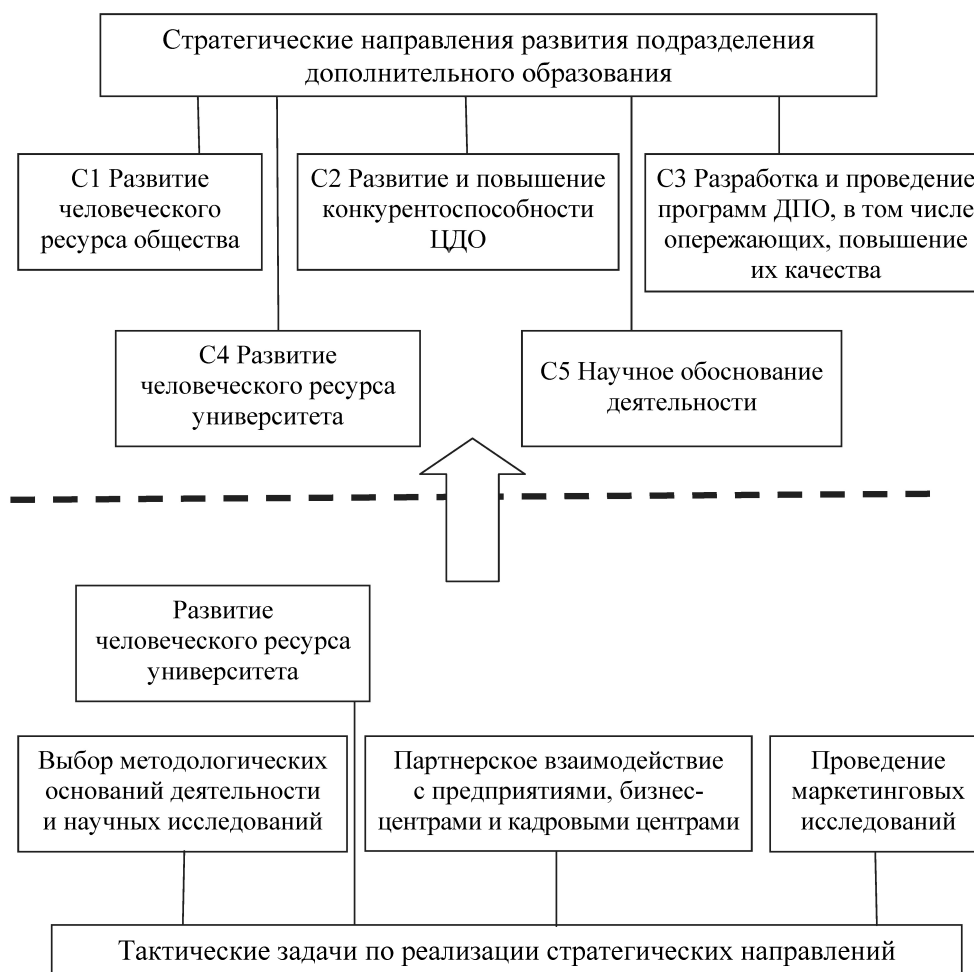 Стратегические направления развития подразделения
дополнительного образования
С1 Развитие
человеческого
ресурса общества
С2 Развитие и повышение
конкурентоспособности
ЦДО
С3 Разработка и проведение
программ ДПО, в том числе
опережающих, повышение
их качества
С4 Развитие
человеческого ресурса
университета
С5 Научное обоснование
деятельности
Развитие
человеческого ресурса
университета
Выбор методологических
оснований деятельности
и научных исследований
Партнерское взаимодействие
с предприятиями, бизнес-
центрами и кадровыми центрами
Проведение
маркетинговых
исследований
Тактические задачи по реализации стратегических направлений